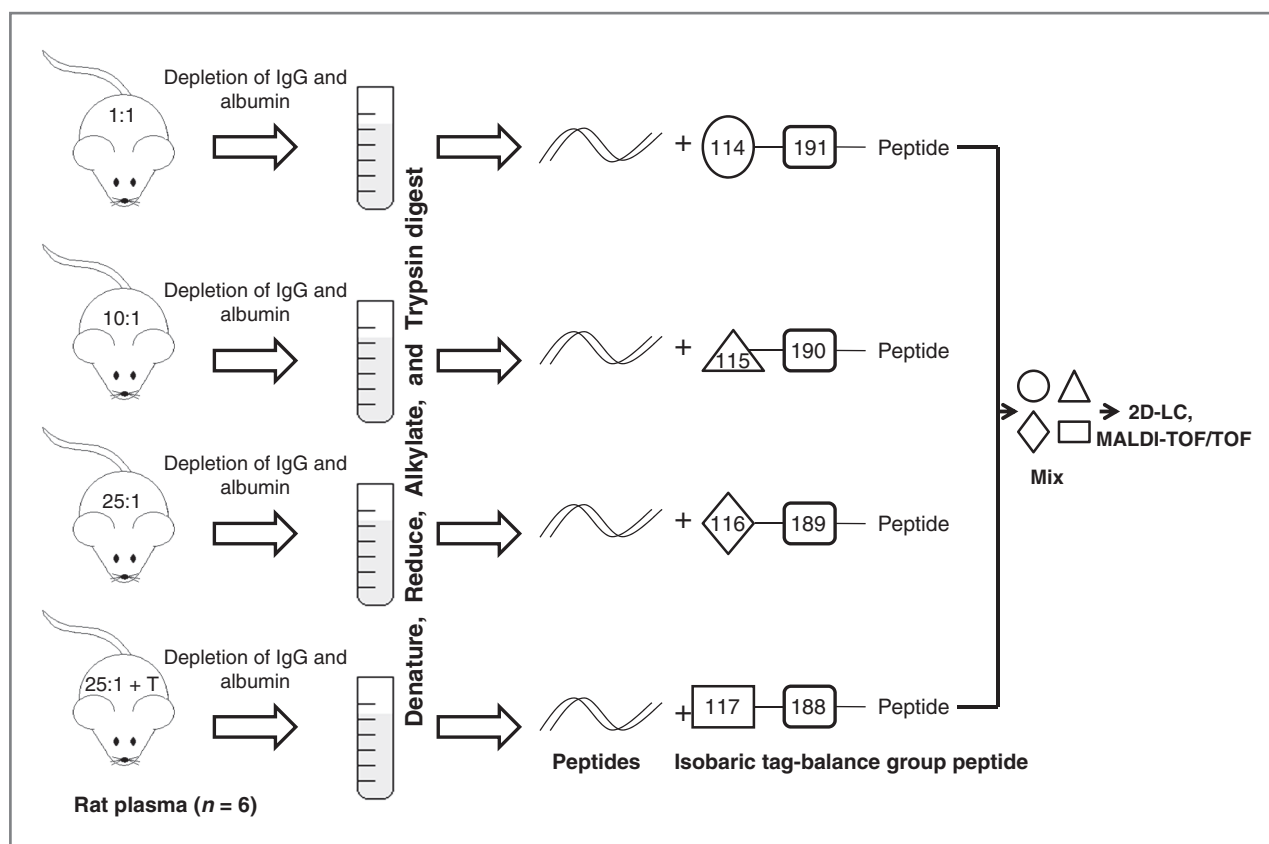 Depletion of IgG and
albumin
1:1
+
114
191
Peptide
Depletion of IgG and
albumin
10:1
+
115
190
Peptide
Depletion of IgG and
albumin
25:1
+
116
189
Peptide
Depletion of IgG and
albumin
25:1 + T
+
117
188
Peptide
Denature, Reduce, Alkylate, and Trypsin digest
2D-LC,
MALDI-TOF/TOF
Mix
Peptides
Isobaric tag-balance group peptide
Rat plasma (n = 6)